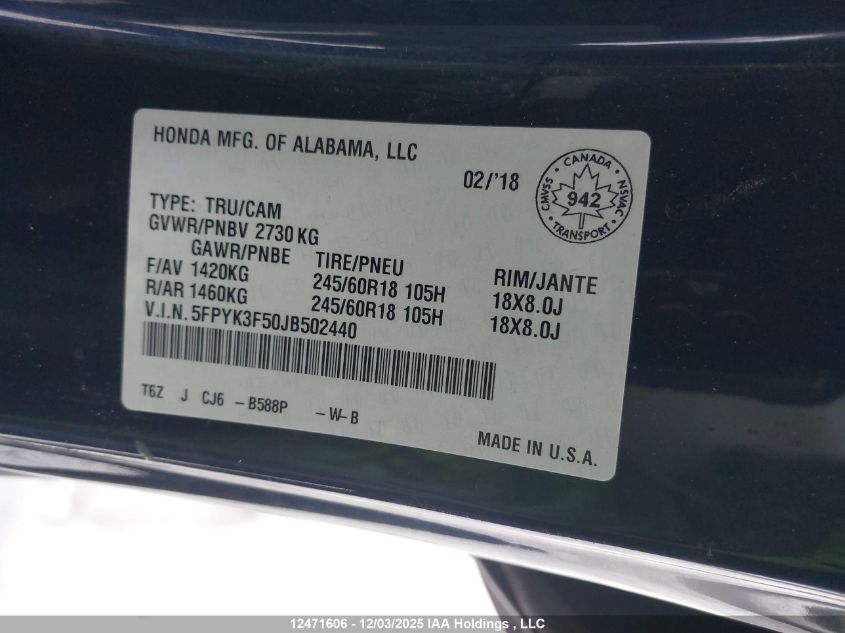 HONDA MFG. OF ALABAMA, LLC
02/'18
CANADA
CMVSS 942 NSVAC
TRANSPORT
TYPE: TRU/CAM
GVWR/PNBV 2730 KG
GAWR/PNBE TIRE/PNEU RIM/JANTE
F/AV 1420KG 245/60R18 105H 18X8.0J
R/AR 1460KG 245/60R18 105H 18X8.0J
V.I.N. 5FPYK3F50JB502440
T6Z J CJ6 - B588P - W- B
MADE IN U.S.A.
12471606 - 12/03/2025 IAA Holdings , LLC